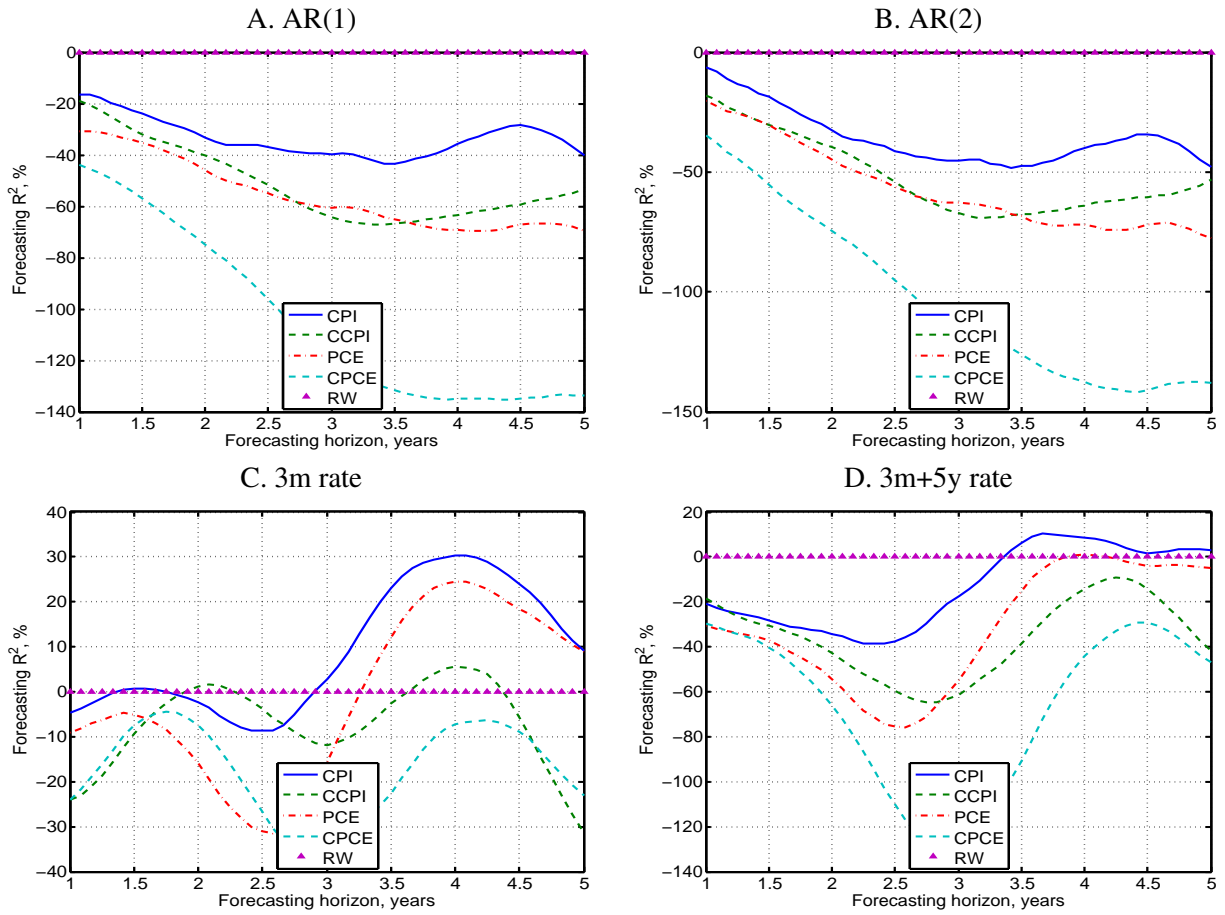 A. AR(1)
0
−20
−40
−60
−80
−100
−120
−140
Forecasting R², %
CPI
CCPI
PCE
CPCE
RW
1 1.5 2 2.5 3 3.5 4 4.5 5
Forecasting horizon, years
B. AR(2)
0
−50
−100
−150
Forecasting R², %
CPI
CCPI
PCE
CPCE
RW
1 1.5 2 2.5 3 3.5 4 4.5 5
Forecasting horizon, years
C. 3m rate
40
30
20
10
0
−10
−20
−30
−40
Forecasting R², %
CPI
CCPI
PCE
CPCE
RW
1 1.5 2 2.5 3 3.5 4 4.5 5
Forecasting horizon, years
D. 3m+5y rate
20
0
−20
−40
−60
−80
−100
−120
−140
Forecasting R², %
CPI
CCPI
PCE
CPCE
RW
1 1.5 2 2.5 3 3.5 4 4.5 5
Forecasting horizon, years